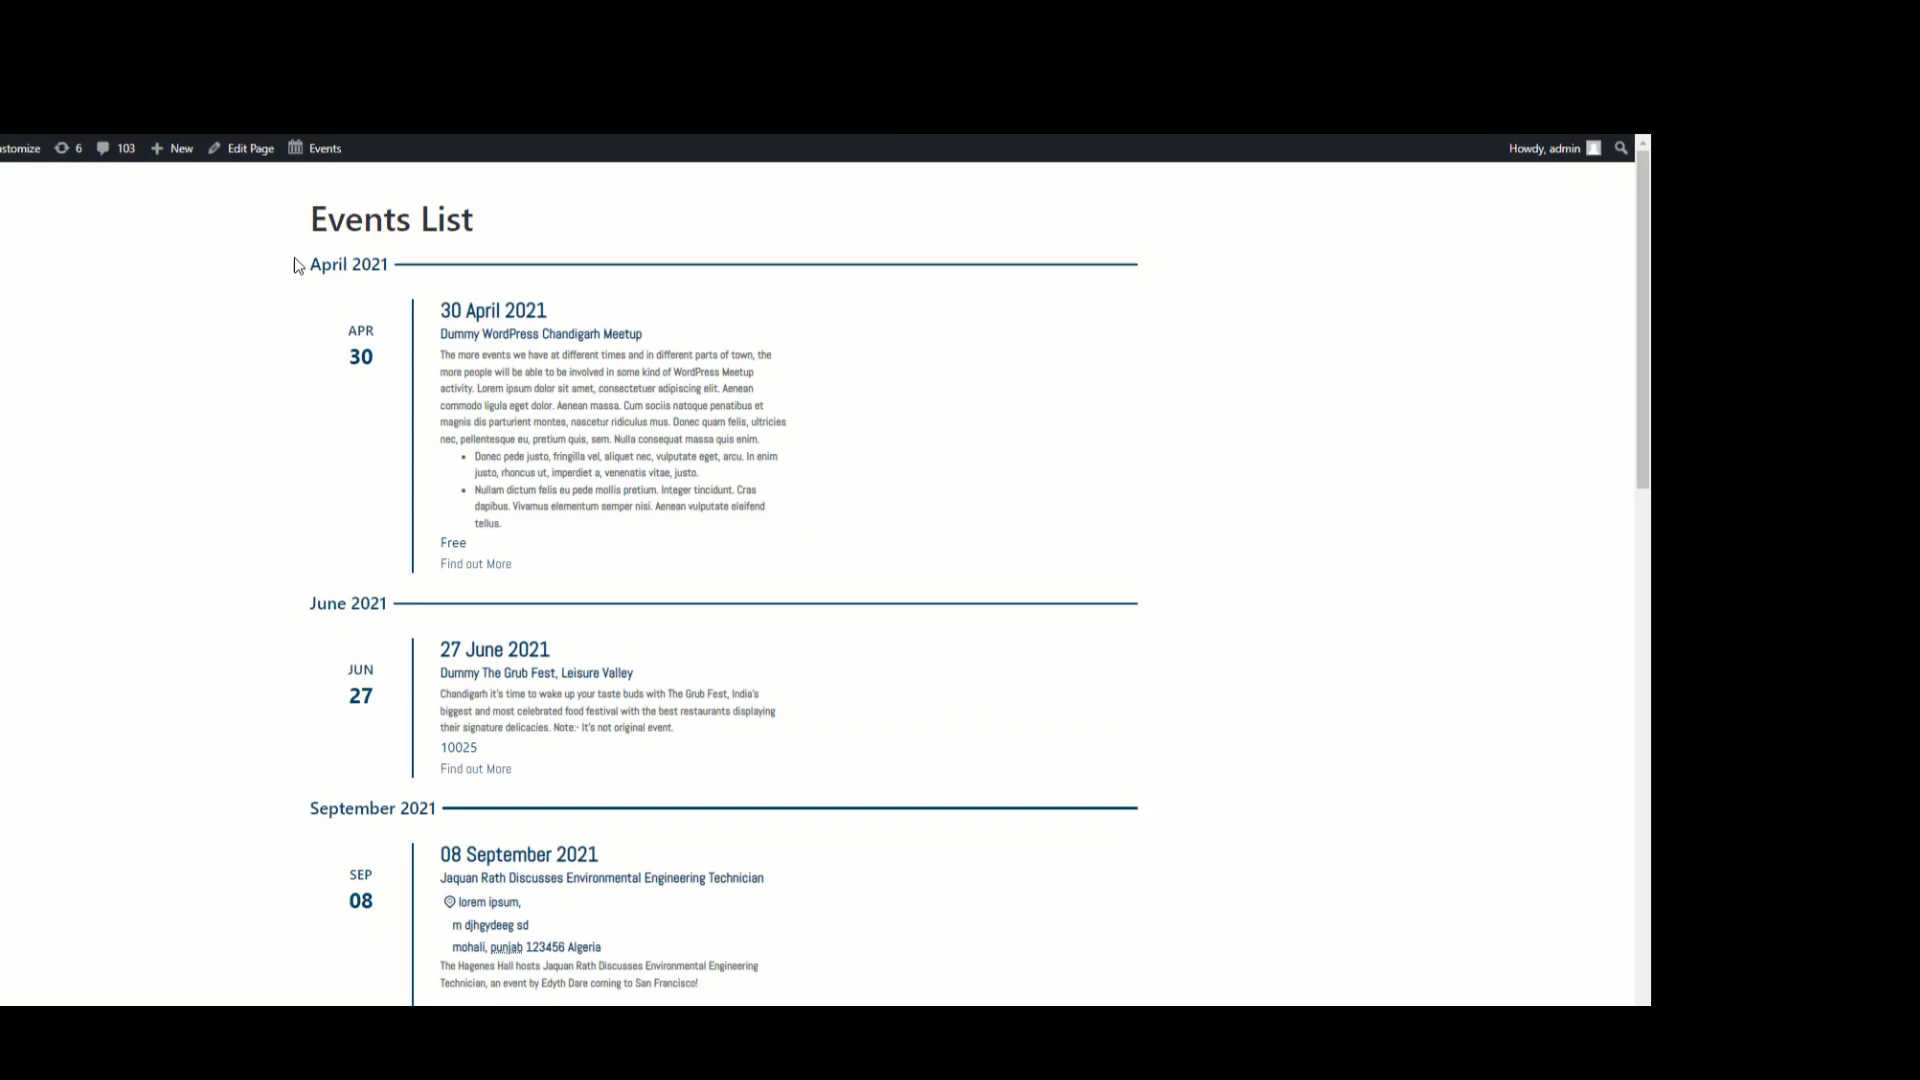 ustomize 6 103 New Edit Page Events Howdy, admin
Events List
April 2021
APR
30
30 April 2021
Dummy WordPress Chandigarh Meetup
The more events we have at different times and in different parts of town, the
more people will be able to be involved in some kind of WordPress Meetup
activity. Lorem ipsum dolor sit amet, consectetuer adipiscing elit. Aenean
commodo ligula eget dolor. Aenean massa. Cum sociis natoque penatibus et
magnis dis parturient montes, nascetur ridiculus mus. Donec quam felis, ultricies
nec, pellentesque eu, pretium quis, sem. Nulla consequat massa quis enim.
• Donec pede justo, fringilla vel, aliquet nec, vulputate eget, arcu. In enim
justo, rhoncus ut, imperdiet a, venenatis vitae, justo.
• Nullam dictum felis eu pede mollis pretium. Integer tincidunt. Cras
dapibus. Vivamus elementum semper nisi. Aenean vulputate eleifend
tellus.
Free
Find out More
June 2021
JUN
27
27 June 2021
Dummy The Grub Fest, Leisure Valley
Chandigarh it's time to wake up your taste buds with The Grub Fest, India's
biggest and most celebrated food festival with the best restaurants displaying
their signature delicacies. Note:- It's not original event.
10025
Find out More
September 2021
SEP
08
08 September 2021
Jaquan Rath Discusses Environmental Engineering Technician
lorem ipsum,
m djhgydeeg sd
mohali, punjab 123456 Algeria
The Hagenes Hall hosts Jaquan Rath Discusses Environmental Engineering
Technician, an event by Edyth Dare coming to San Francisco!